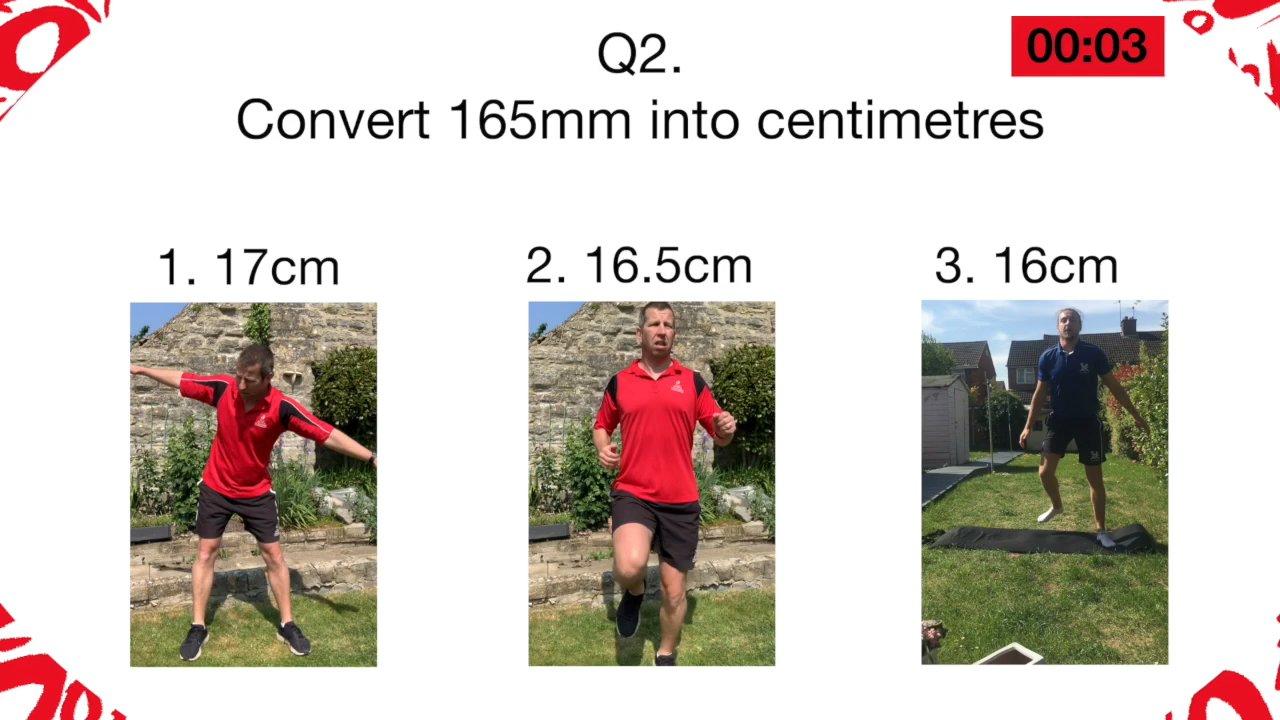 Q2.
00:03
Convert 165mm into centimetres
1. 17cm
2. 16.5cm
3. 16cm